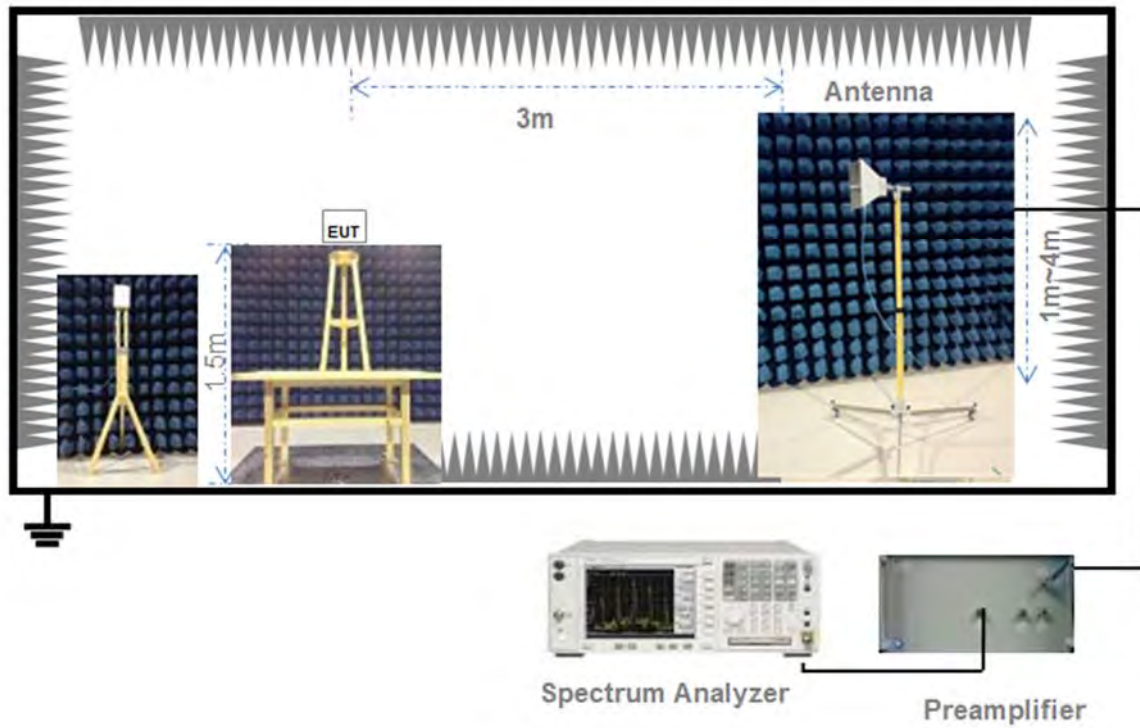 Antenna
3m
EUT
1.5m
1m~4m
Spectrum Analyzer
Preamplifier